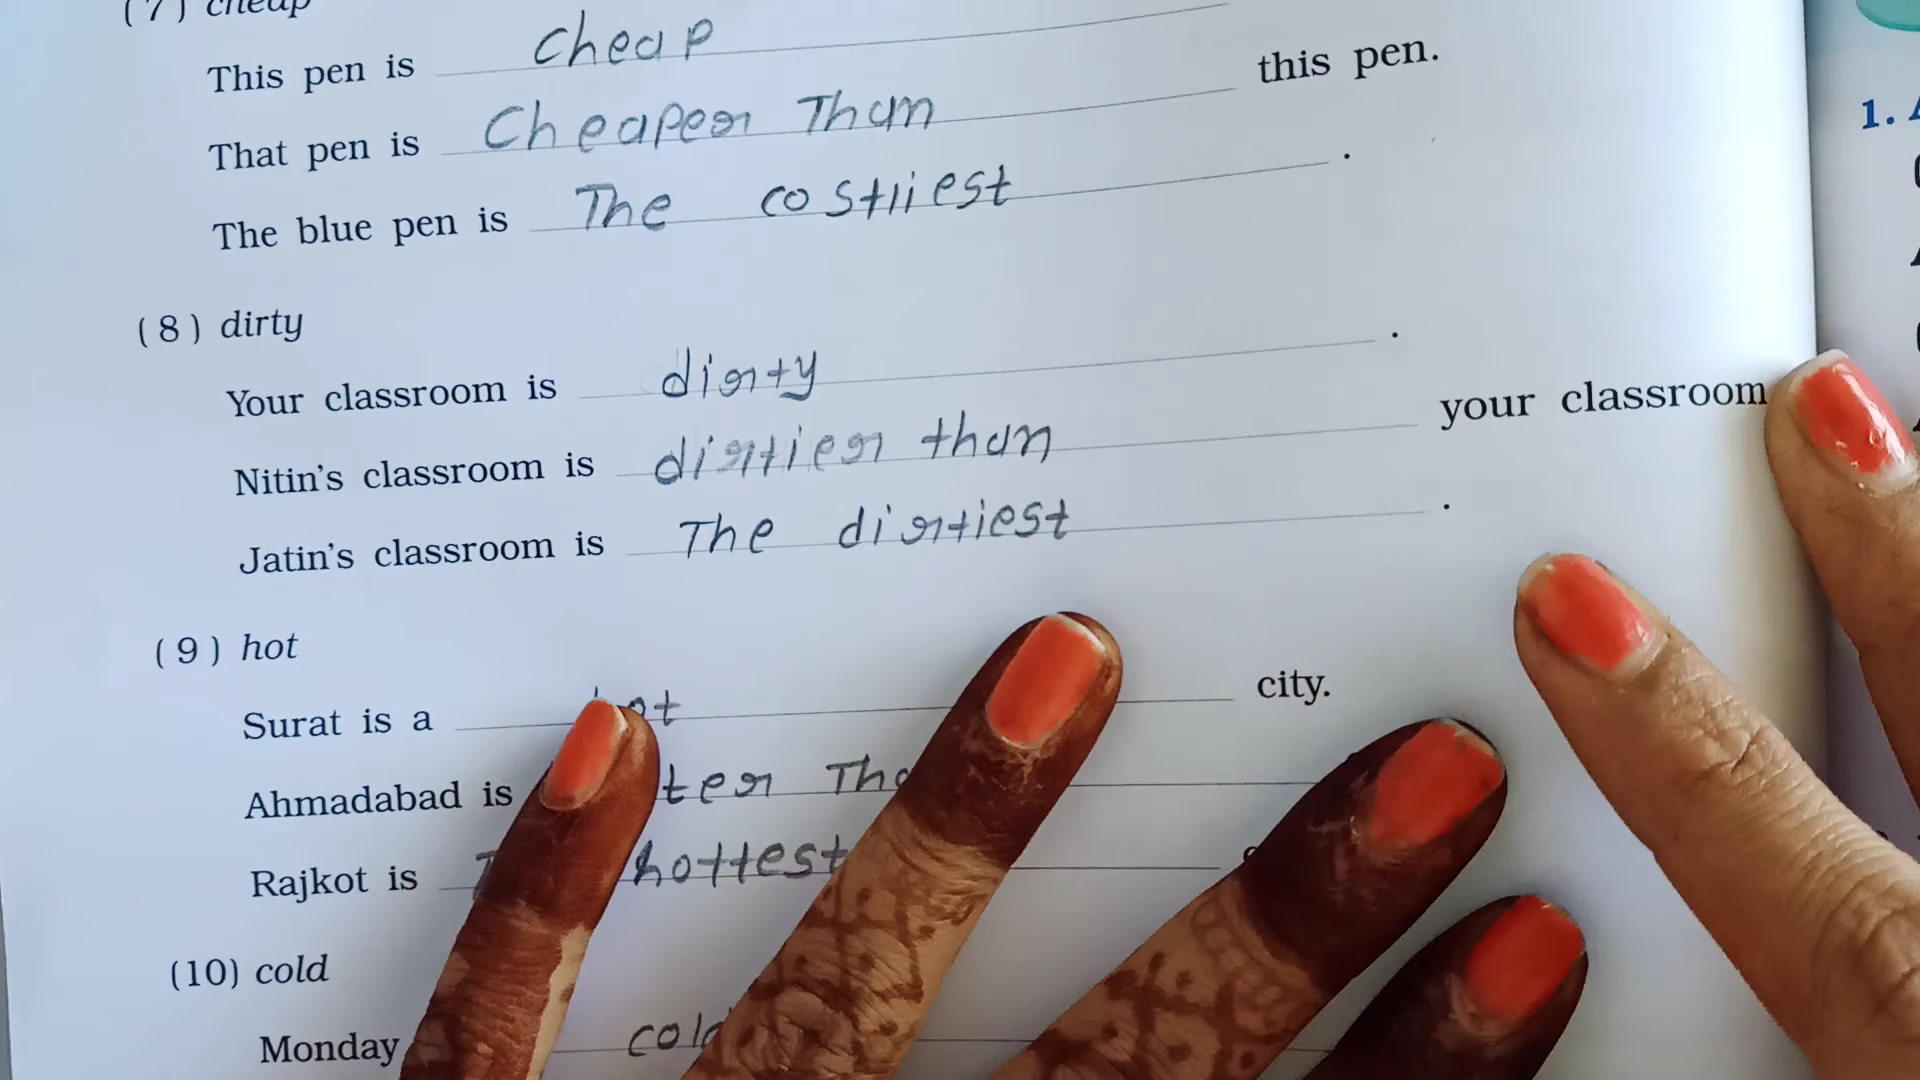 (7) cheap
This pen is cheap
That pen is Cheaper Than this pen.
The blue pen is The costliest .
(8) dirty
Your classroom is dirty .
Nitin's classroom is dirtier than your classroom
Jatin's classroom is The dirtiest .
(9) hot
Surat is a city.
Ahmadabad is
Rajkot is hottest
(10) cold
Monday
1.